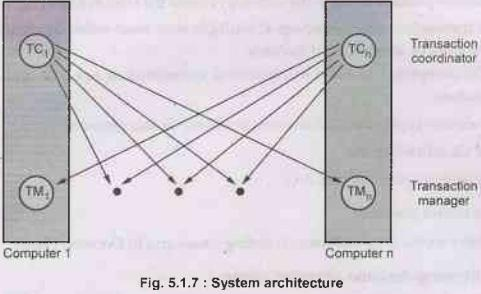 TC1
TCn
Transaction
coordinator
TM1
TMn
Transaction
manager
Computer 1
Computer n
Fig. 5.1.7 : System architecture